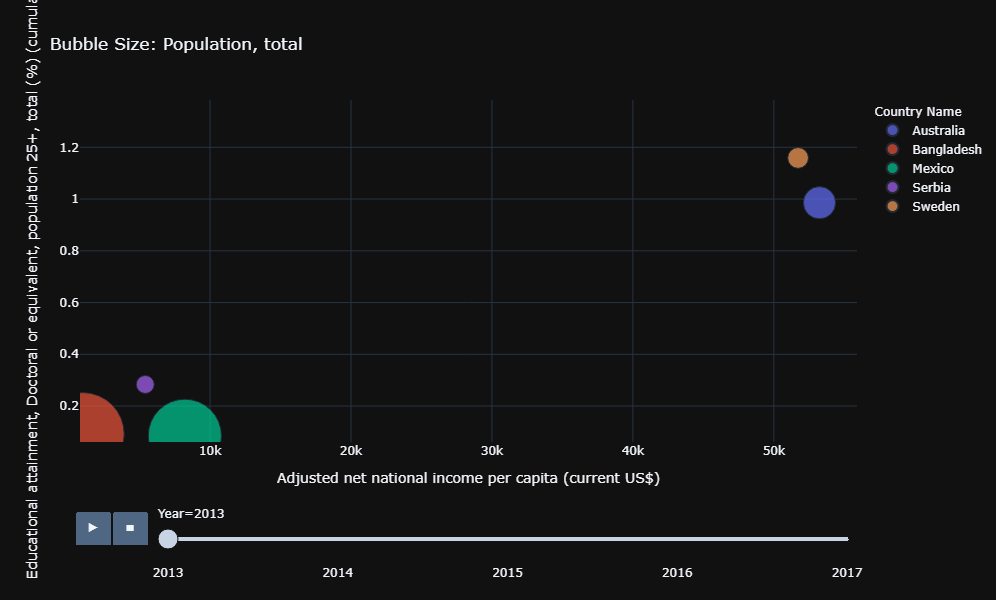 Bubble Size: Population, total
Educational attainment, Doctoral or equivalent, population 25+, total (%)
1.2
1
0.8
0.6
0.4
0.2
10k
20k
30k
40k
50k
Adjusted net national income per capita (current US$)
Country Name
Australia
Bangladesh
Mexico
Serbia
Sweden
Year=2013
2013
2014
2015
2016
2017